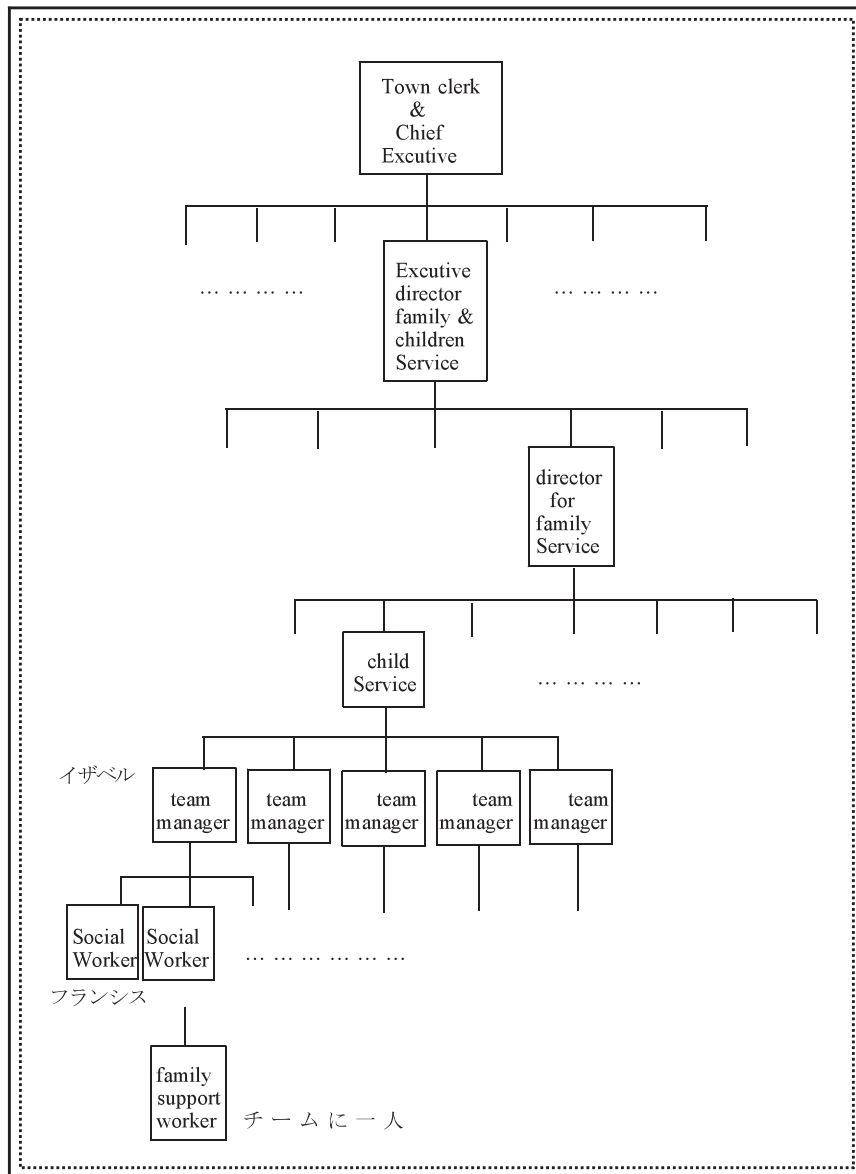 Town clerk
&
Chief
Excutive
… … … …
Excutive
director
family &
children
Service
… … … …
director
for
family
Service
child
Service
… … … …
イザベル
team
manager
team
manager
team
manager
team
manager
team
manager
Social
Worker
Social
Worker
… … … … … …
フランシス
family
support
worker
チームに一人